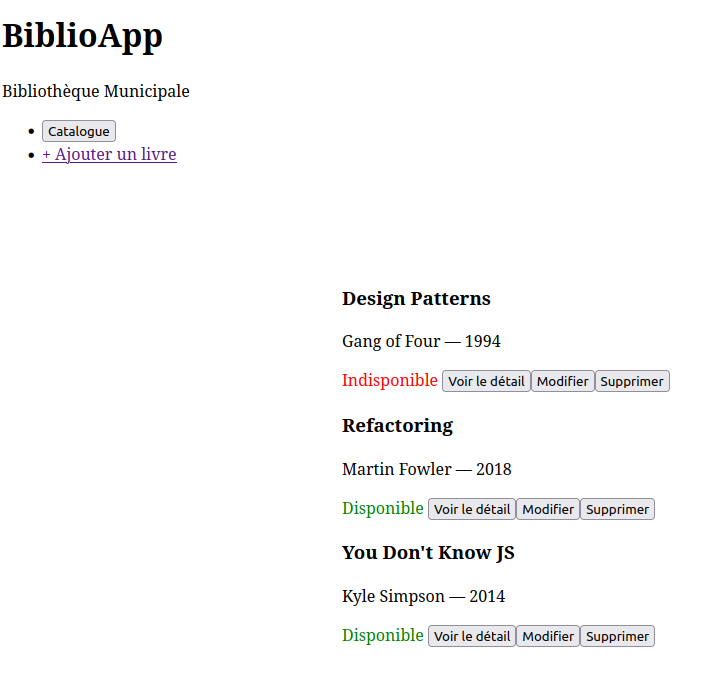 BiblioApp
Bibliothèque Municipale
Catalogue
+ Ajouter un livre
Design Patterns
Gang of Four — 1994
Indisponible Voir le détail Modifier Supprimer
Refactoring
Martin Fowler — 2018
Disponible Voir le détail Modifier Supprimer
You Don't Know JS
Kyle Simpson — 2014
Disponible Voir le détail Modifier Supprimer